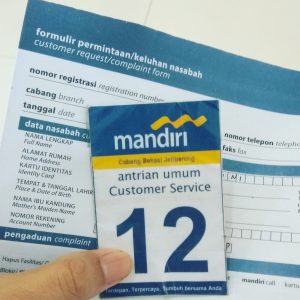 formulir permintaan/keluhan nasabah
customer request/complaint form
nomor registrasi registration number
cabang branch
tanggal date
nomor telepon
faks fax
data nasabah
NAMA LENGKAP
Full Name
ALAMAT RUMAH
Home Address
KARTU IDENTITAS
Identity Card
TEMPAT & TANGGAL LAHIR
Place & Date of Birth
NAMA IBU KANDUNG
Mother's Maiden Name
NOMOR REKENING
Account Number
pengaduan complaint
mandiri
Cabang Bekasi Jatibening
antrian umum
Customer Service
12
Terdepan, Terpercaya, Tumbuh bersama Anda
mandiri call